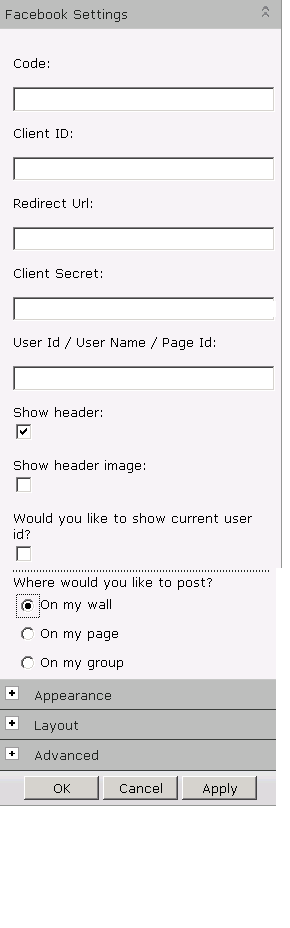 Facebook Settings
Code:
Client ID:
Redirect Url:
Client Secret:
User Id / User Name / Page Id:
Show header:
Show header image:
Would you like to show current user
id?
Where would you like to post?
On my wall
On my page
On my group
Appearance
Layout
Advanced
OK Cancel Apply